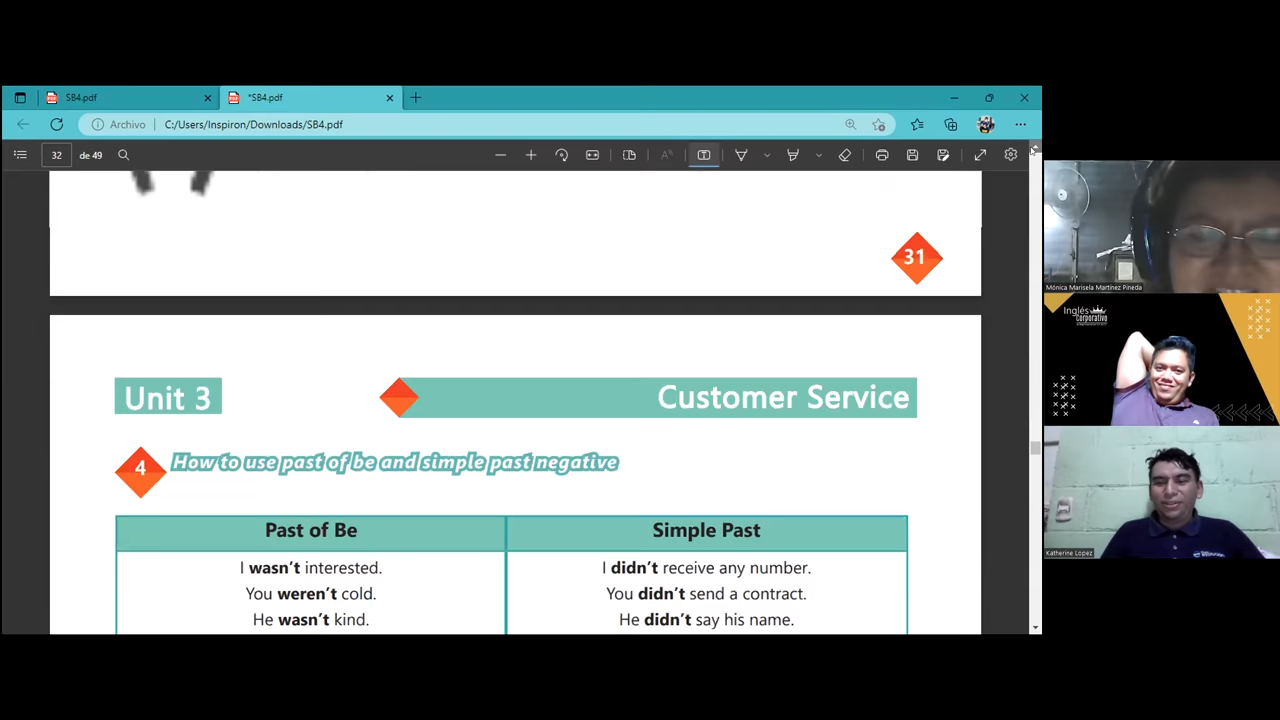 SB4.pdf
*SB4.pdf
Archivo
C:/Users/Inspiron/Downloads/SB4.pdf
32
de 49
31
Unit 3
Customer Service
4
How to use past of be and simple past negative
Past of Be
Simple Past
I wasn't interested.
I didn't receive any number.
You weren't cold.
You didn't send a contract.
He wasn't kind.
He didn't say his name.
Mónica Marisela Martínez Pineda
Inglés
Corporativo
Katherine Lopez